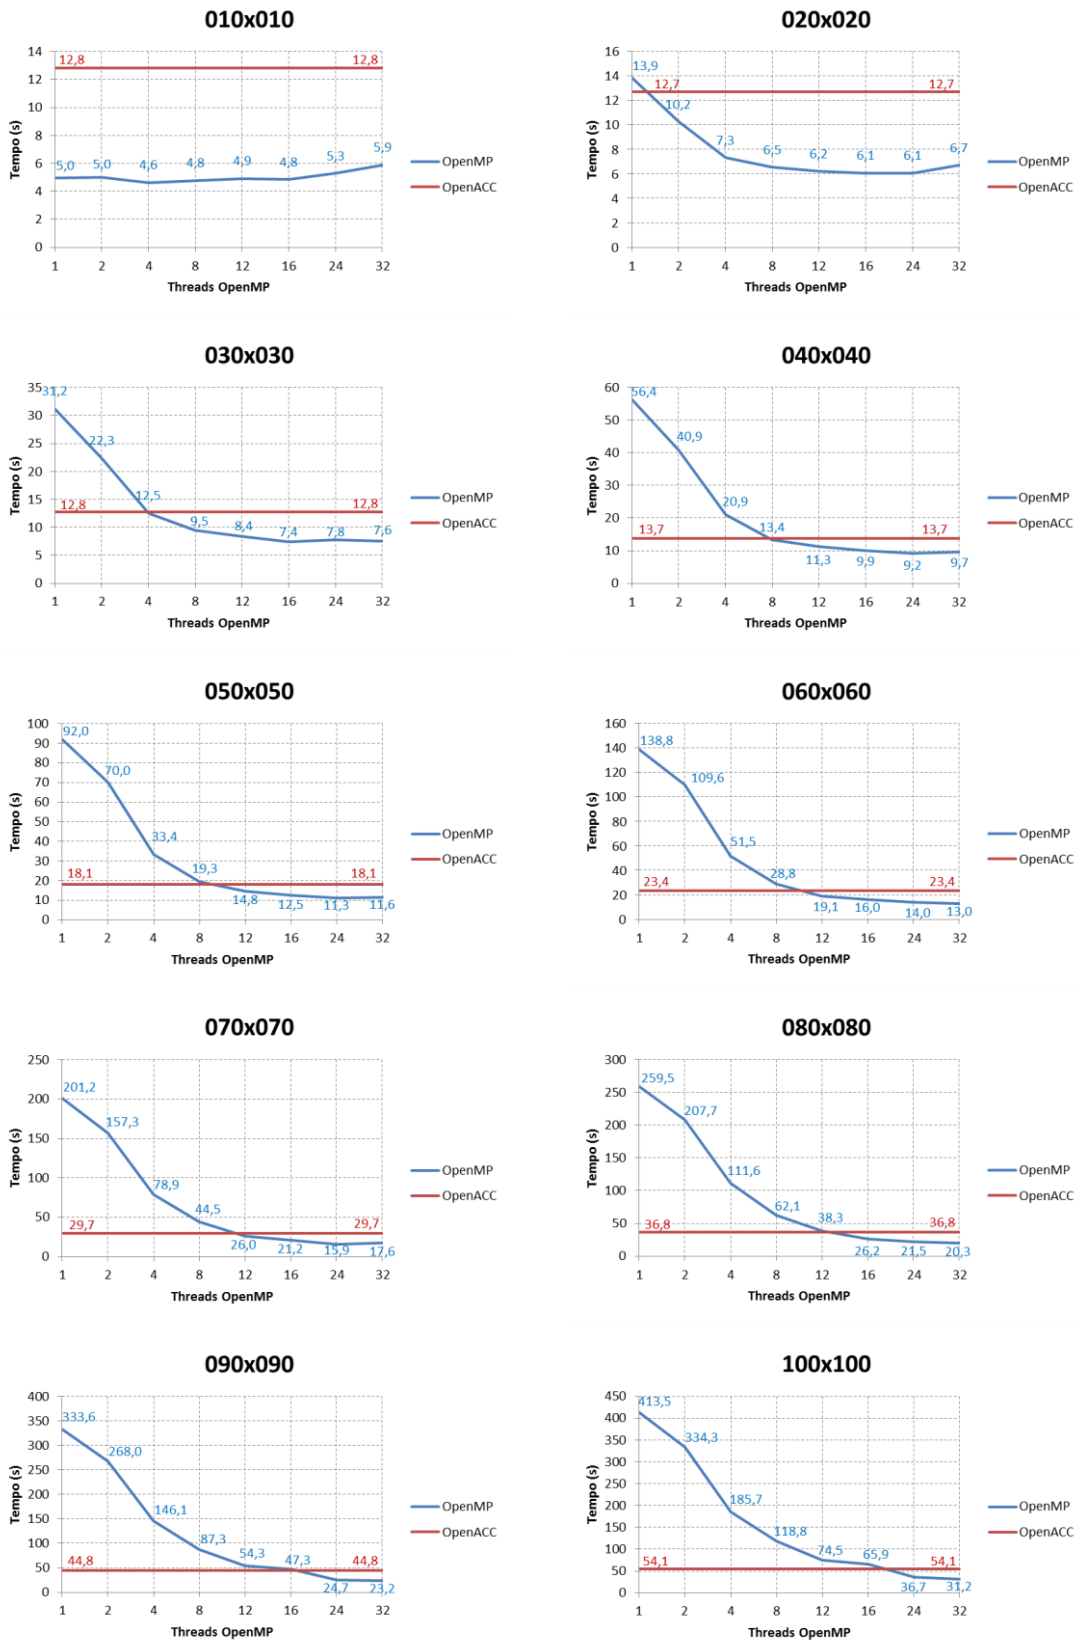 010x010
14
12
10
8
6
4
2
0
12,8 12,8
5,0 5,0 4,6 4,8 4,9 4,8 5,3 5,9
1 2 4 8 12 16 24 32
Tempo (s)
Threads OpenMP
OpenMP
OpenACC
020x020
16
14
12
10
8
6
4
2
0
13,9 10,2 7,3 6,5 6,2 6,1 6,1 6,7
12,7 12,7
1 2 4 8 12 16 24 32
Tempo (s)
Threads OpenMP
OpenMP
OpenACC
030x030
35
30
25
20
15
10
5
0
31,2 22,3 12,5 9,5 8,4 7,4 7,8 7,6
12,8 12,8
1 2 4 8 12 16 24 32
Tempo (s)
Threads OpenMP
OpenMP
OpenACC
040x040
60
50
40
30
20
10
0
56,4 40,9 20,9 13,4 11,3 9,9 9,2 9,7
13,7 13,7
1 2 4 8 12 16 24 32
Tempo (s)
Threads OpenMP
OpenMP
OpenACC
050x050
100
90
80
70
60
50
40
30
20
10
0
92,0 70,0 33,4 19,3 14,8 12,5 11,3 11,6
18,1 18,1
1 2 4 8 12 16 24 32
Tempo (s)
Threads OpenMP
OpenMP
OpenACC
060x060
160
140
120
100
80
60
40
20
0
138,8 109,6 51,5 28,8 19,1 16,0 14,0 13,0
23,4 23,4
1 2 4 8 12 16 24 32
Tempo (s)
Threads OpenMP
OpenMP
OpenACC
070x070
250
200
150
100
50
0
201,2 157,3 78,9 44,5 26,0 21,2 15,9 17,6
29,7 29,7
1 2 4 8 12 16 24 32
Tempo (s)
Threads OpenMP
OpenMP
OpenACC
080x080
300
250
200
150
100
50
0
259,5 207,7 111,6 62,1 38,3 26,2 21,5 20,3
36,8 36,8
1 2 4 8 12 16 24 32
Tempo (s)
Threads OpenMP
OpenMP
OpenACC
090x090
400
350
300
250
200
150
100
50
0
333,6 268,0 146,1 87,3 54,3 47,3 24,7 23,2
44,8 44,8
1 2 4 8 12 16 24 32
Tempo (s)
Threads OpenMP
OpenMP
OpenACC
100x100
450
400
350
300
250
200
150
100
50
0
413,5 334,3 185,7 118,8 74,5 65,9 36,7 31,2
54,1 54,1
1 2 4 8 12 16 24 32
Tempo (s)
Threads OpenMP
OpenMP
OpenACC